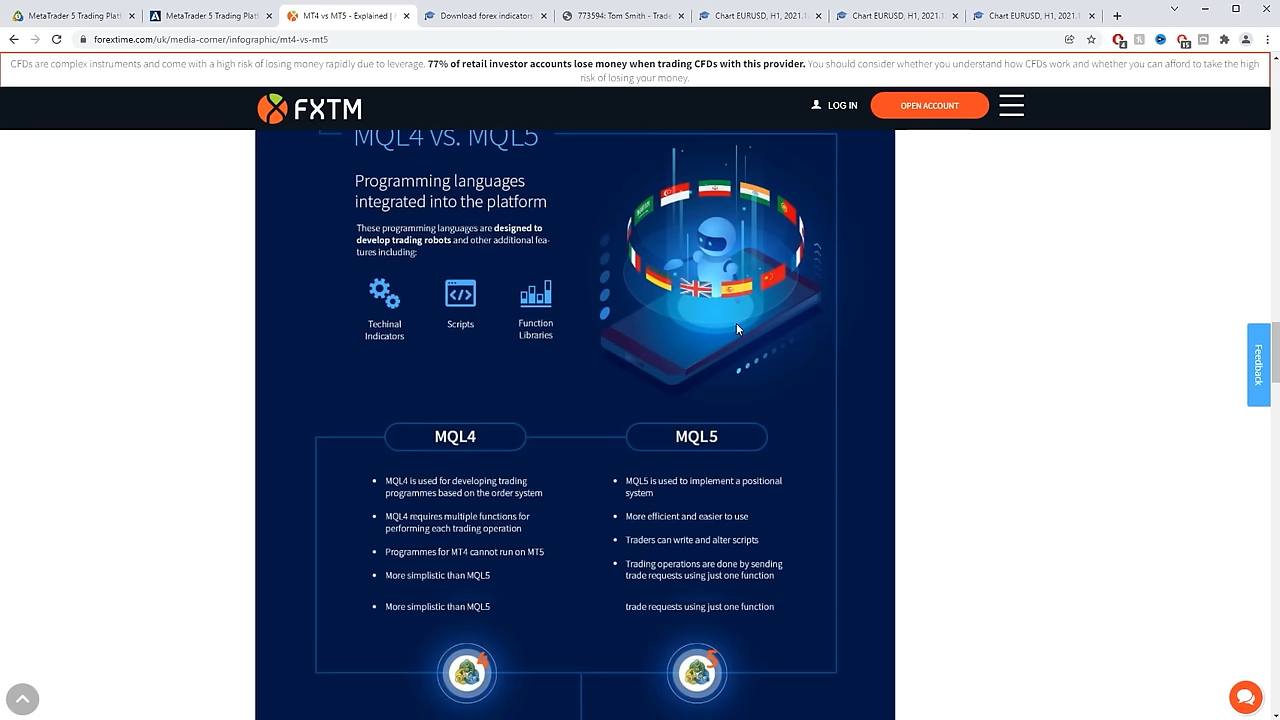 MetaTrader 5 Trading Plat
MetaTrader 5 Trading Plat
MT4 vs MT5 - Explained |
Download forex indicators
773594: Tom Smith - Trade
Chart EURUSD, H1, 2021.1
Chart EURUSD, H1, 2021.1
Chart EURUSD, H1, 2021.1
forextime.com/uk/media-corner/infographic/mt4-vs-mt5
CFDs are complex instruments and come with a high risk of losing money rapidly due to leverage. 77% of retail investor accounts lose money when trading CFDs with this provider. You should consider whether you understand how CFDs work and whether you can afford to take the high
risk of losing your money.
FXTM
LOG IN
OPEN ACCOUNT
MQL4 vs. MQL5
Programming languages
integrated into the platform
These programming languages are designed to
develop trading robots and other additional fea-
tures including:
Techinal
Indicators
Scripts
Function
Libraries
Feedback
MQL4
MQL4 is used for developing trading
programmes based on the order system
MQL4 requires multiple functions for
performing each trading operation
Programmes for MT4 cannot run on MT5
More simplistic than MQL5
More simplistic than MQL5
4
MQL5
MQL5 is used to implement a positional
system
More efficient and easier to use
Traders can write and alter scripts
Trading operations are done by sending
trade requests using just one function
trade requests using just one function
5